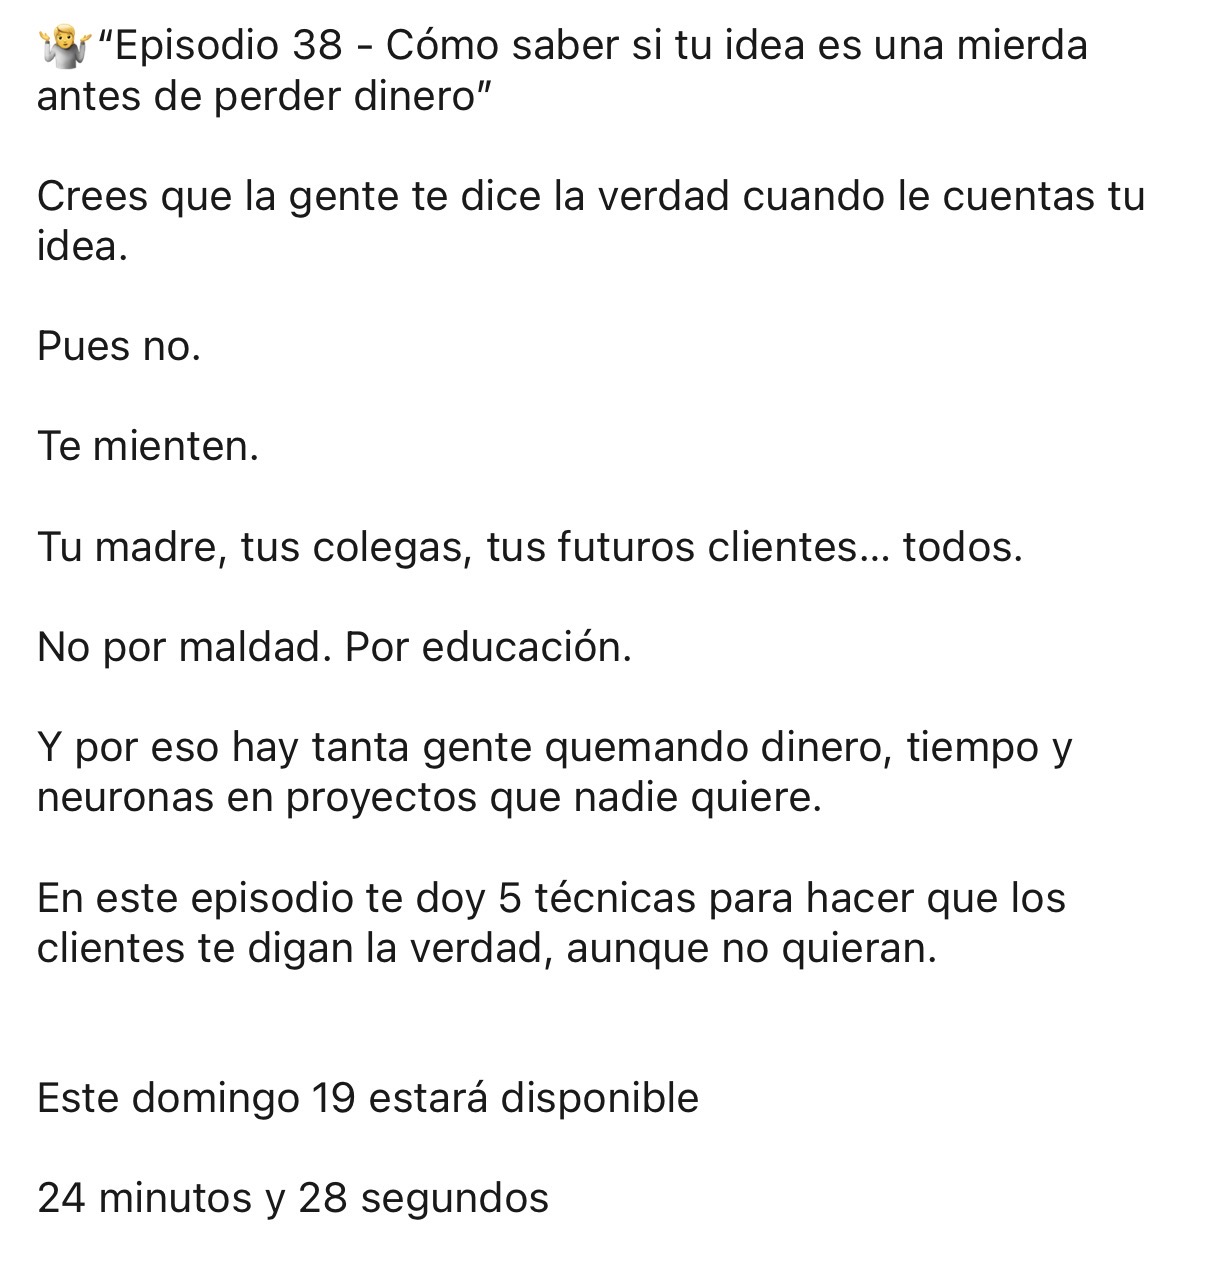 🤷‍♂️“Episodio 38 - Cómo saber si tu idea es una mierda
antes de perder dinero”
Crees que la gente te dice la verdad cuando le cuentas tu
idea.
Pues no.
Te mienten.
Tu madre, tus colegas, tus futuros clientes... todos.
No por maldad. Por educación.
Y por eso hay tanta gente quemando dinero, tiempo y
neuronas en proyectos que nadie quiere.
En este episodio te doy 5 técnicas para hacer que los
clientes te digan la verdad, aunque no quieran.
Este domingo 19 estará disponible
24 minutos y 28 segundos